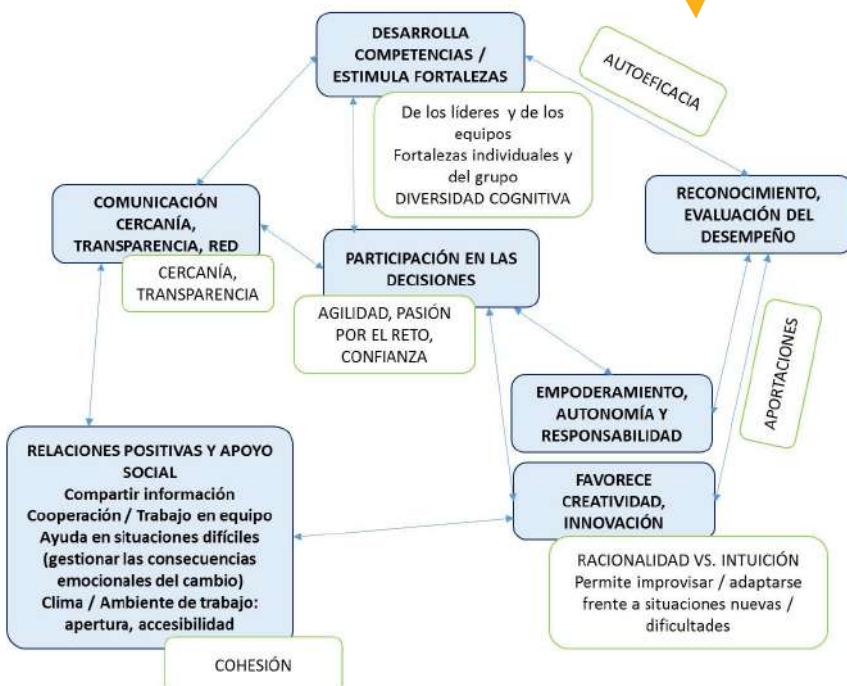 DESARROLLA
COMPETENCIAS /
ESTIMULA FORTALEZAS
AUTOEFICACIA
De los líderes y de los
equipos
Fortalezas individuales y
del grupo
DIVERSIDAD COGNITIVA
COMUNICACIÓN
CERCANÍA,
TRANSPARENCIA, RED
CERCANÍA,
TRANSPARENCIA
RECONOCIMIENTO,
EVALUACIÓN DEL
DESEMPEÑO
PARTICIPACIÓN EN LAS
DECISIONES
AGILIDAD, PASIÓN
POR EL RETO,
CONFIANZA
APORTACIONES
EMPODERAMIENTO,
AUTONOMÍA Y
RESPONSABILIDAD
RELACIONES POSITIVAS Y APOYO
SOCIAL
Compartir información
Cooperación / Trabajo en equipo
Ayuda en situaciones difíciles
(gestionar las consecuencias
emocionales del cambio)
Clima / Ambiente de trabajo:
apertura, accesibilidad
COHESIÓN
FAVORECE
CREATIVIDAD,
INNOVACIÓN
RACIONALIDAD VS. INTUICIÓN
Permite improvisar / adaptarse
frente a situaciones nuevas /
dificultades